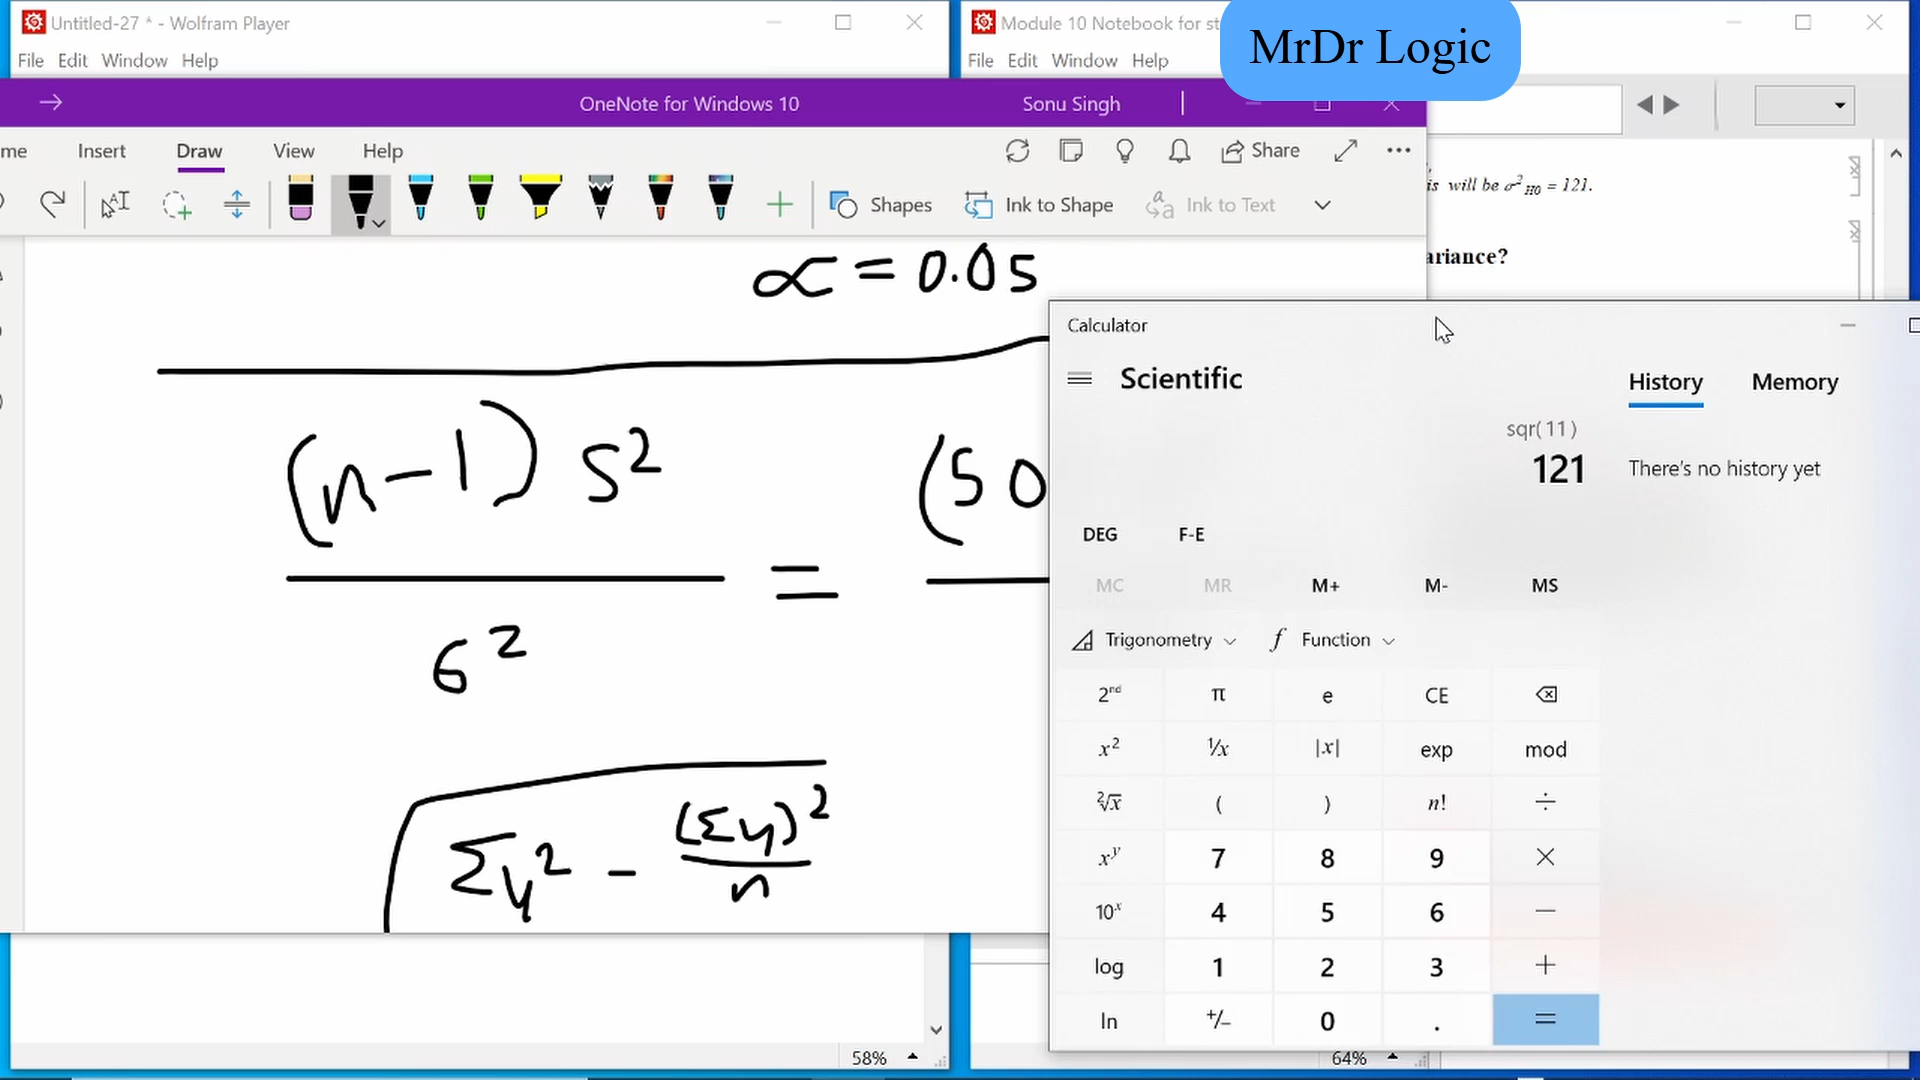 Untitled-27 * - Wolfram Player
File Edit Window Help
Module 10 Notebook for st
File Edit Window Help
MrDr Logic
OneNote for Windows 10
Sonu Singh
me Insert Draw View Help
Share
Shapes
Ink to Shape
Ink to Text
is will be σ² H0 = 121.
ariance?
∝ = 0.05
(n-1) s²
6²
=
(50
Σy² - (Σy)²
n
Calculator
Scientific
History Memory
sqr( 11 )
121
There's no history yet
DEG F-E
MC MR M+ M- MS
Trigonometry f Function
2nd π e CE
x² ¹/x |x| exp mod
²√x ( ) n! ÷
xʸ 7 8 9 ×
10ˣ 4 5 6 −
log 1 2 3 +
ln +/− 0 . =
58%
64%